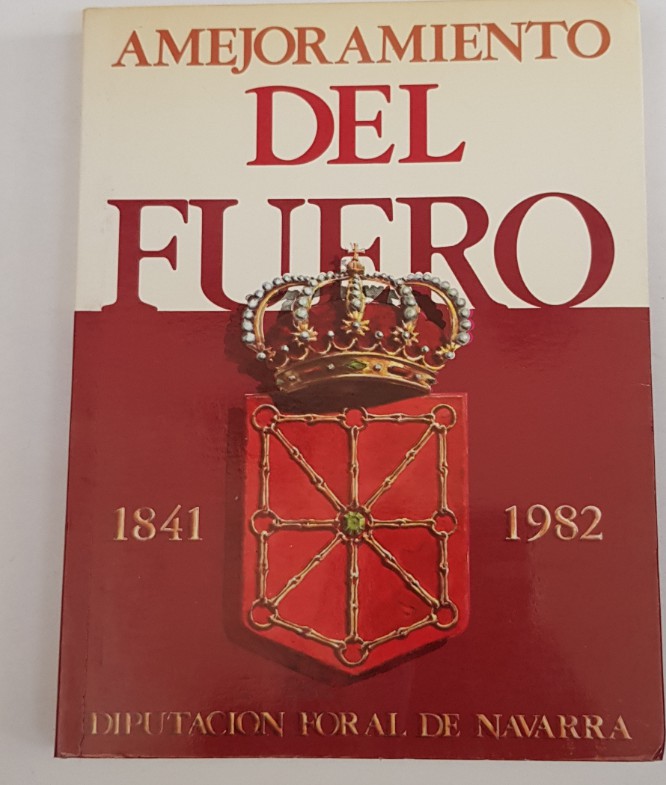 AMEJORAMIENTO
DEL
FUERO
1841 1982
DIPUTACION FORAL DE NAVARRA